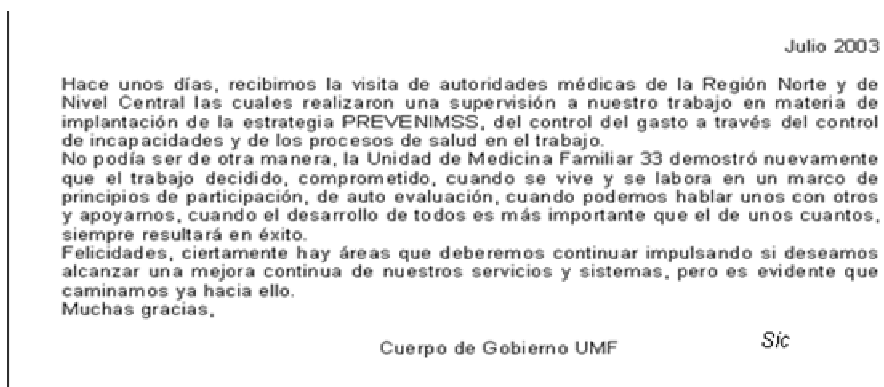 Julio 2003
Hace unos días, recibimos la visita de autoridades médicas de la Región Norte y de
Nivel Central las cuales realizaron una supervisión a nuestro trabajo en materia de
implantación de la estrategia PREVENIMSS, del control del gasto a través del control
de incapacidades y de los procesos de salud en el trabajo.
No podía ser de otra manera, la Unidad de Medicina Familiar 33 demostró nuevamente
que el trabajo decidido, comprometido, cuando se vive y se labora en un marco de
principios de participación, de auto evaluación, cuando podemos hablar unos con otros
y apoyarnos, cuando el desarrollo de todos es más importante que el de unos cuantos,
siempre resultará en éxito.
Felicidades, ciertamente hay áreas que deberemos continuar impulsando si deseamos
alcanzar una mejora continua de nuestros servicios y sistemas, pero es evidente que
caminamos ya hacia ello.
Muchas gracias,
Cuerpo de Gobierno UMF Sic